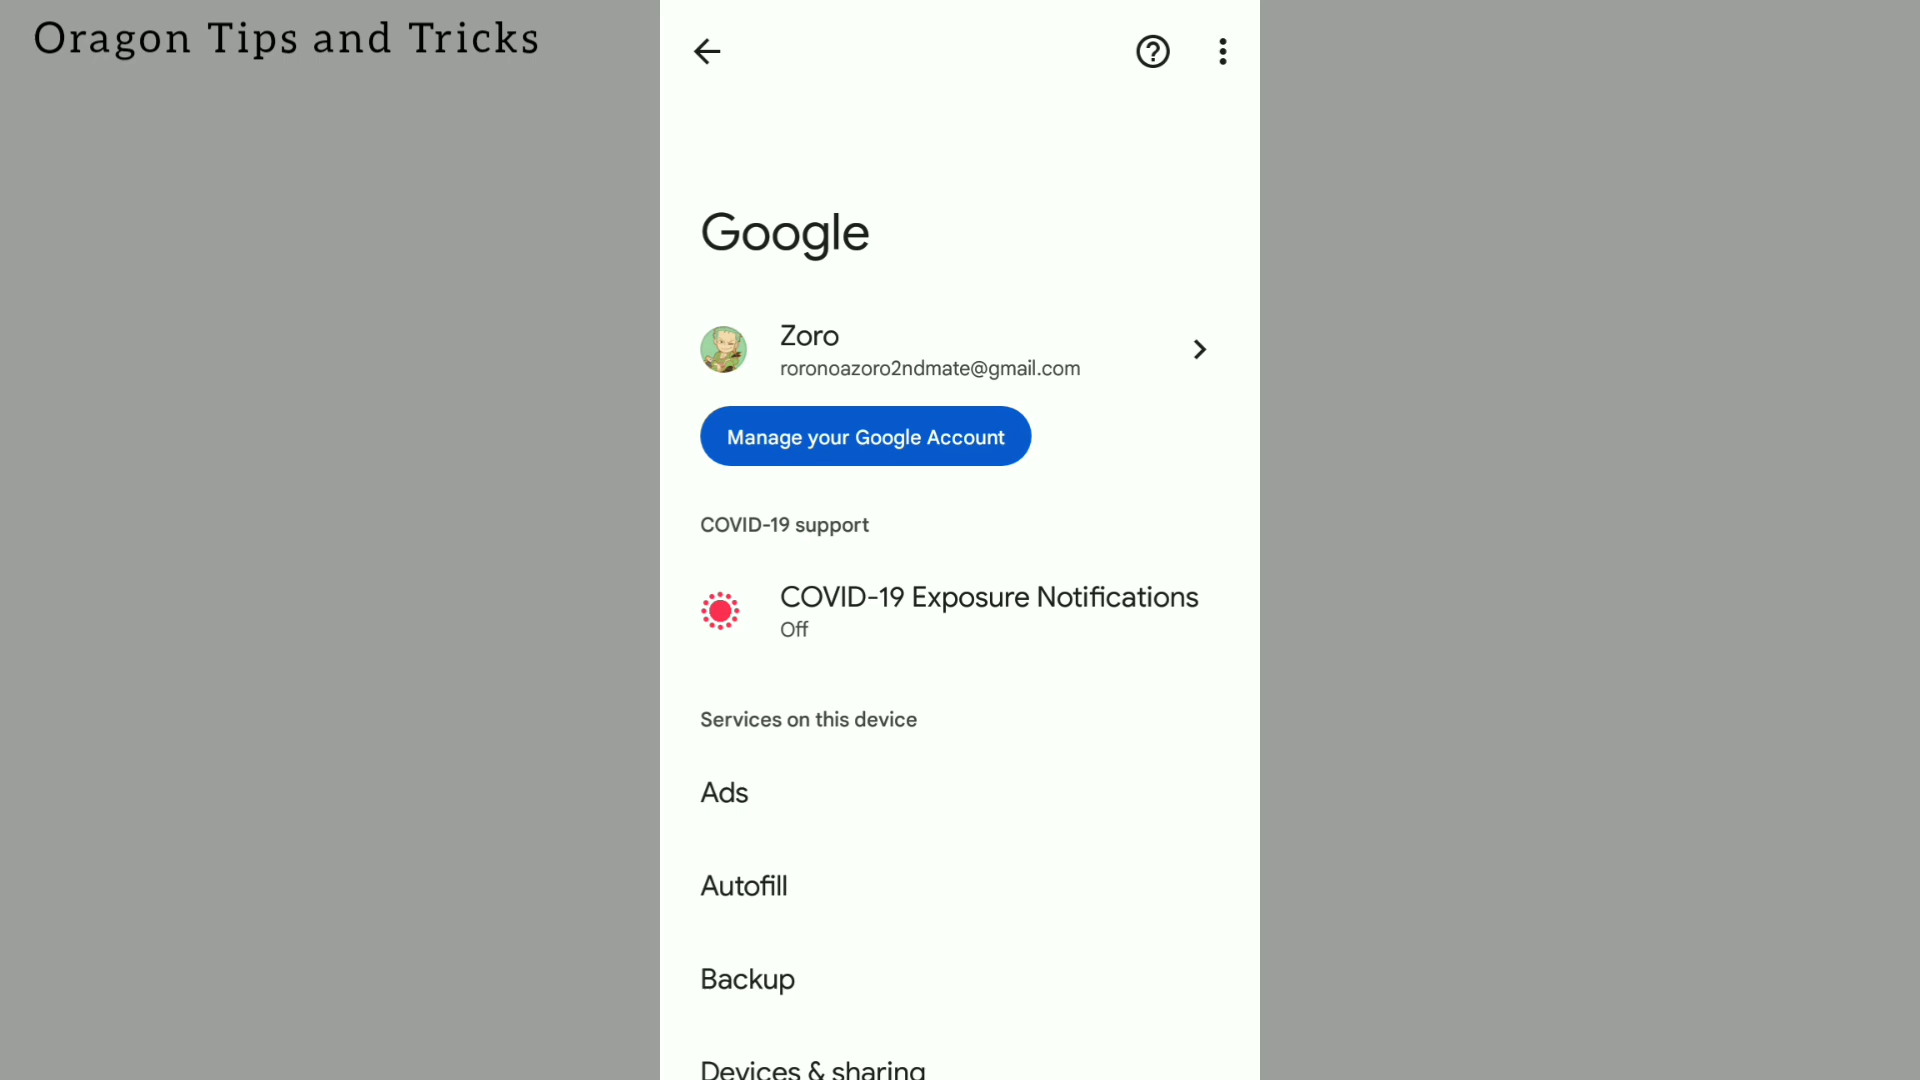 Oragon Tips and Tricks
Google
Zoro
roronoazoro2ndmate@gmail.com
Manage your Google Account
COVID-19 support
COVID-19 Exposure Notifications
Off
Services on this device
Ads
Autofill
Backup
Devices & sharing